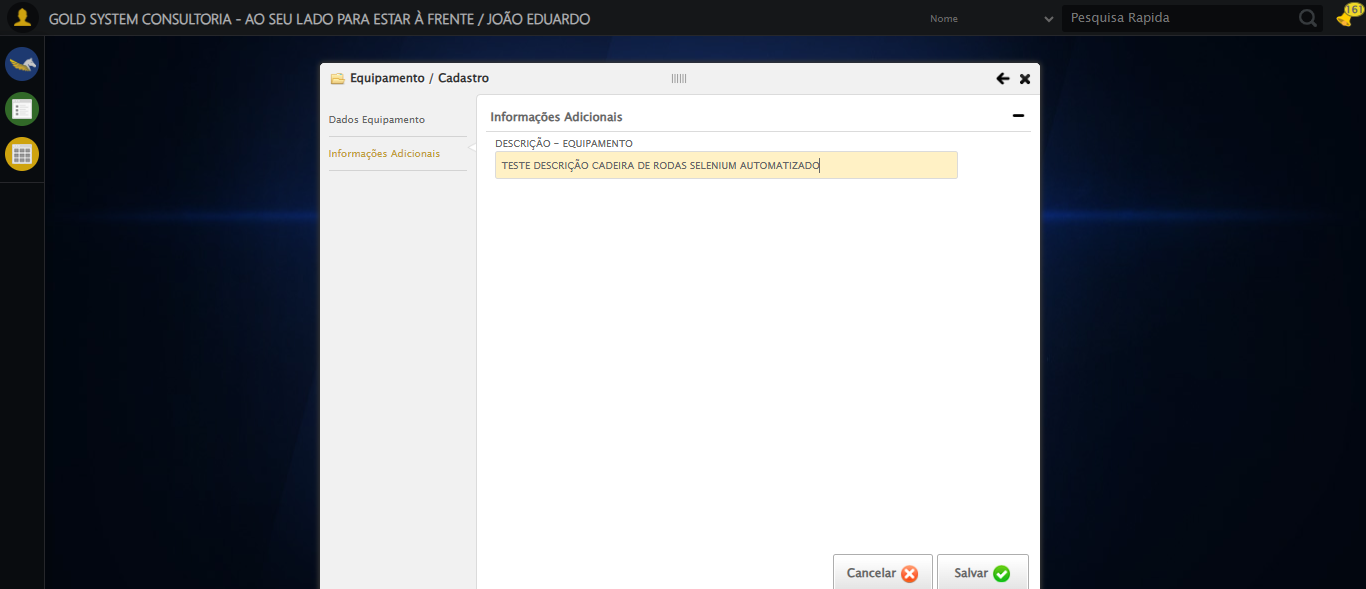 GOLD SYSTEM CONSULTORIA - AO SEU LADO PARA ESTAR À FRENTE / JOÃO EDUARDO
Nome
Pesquisa Rapida
161
Equipamento / Cadastro
Dados Equipamento
Informações Adicionais
Informações Adicionais
DESCRIÇÃO - EQUIPAMENTO
TESTE DESCRIÇÃO CADEIRA DE RODAS SELENIUM AUTOMATIZADO
Cancelar
Salvar